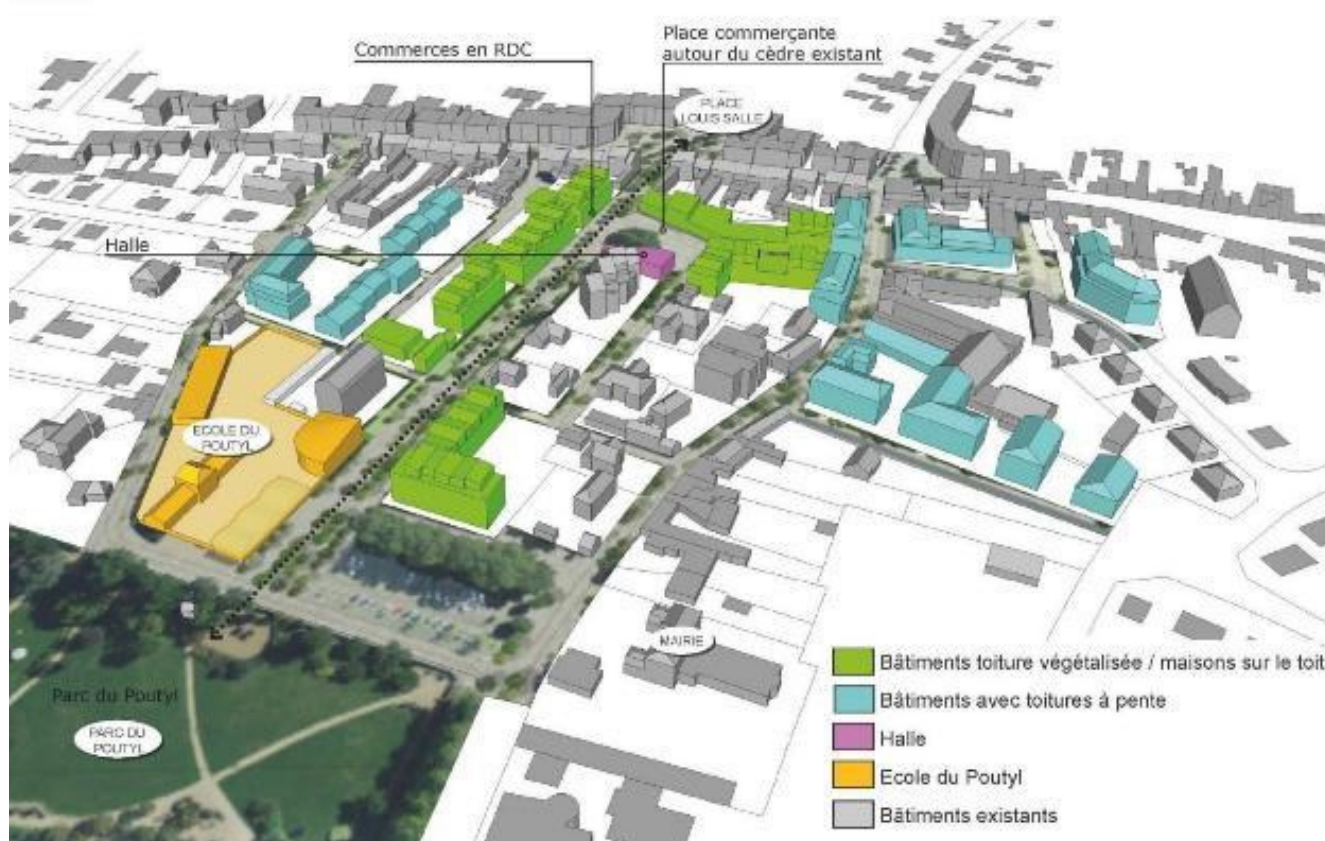 Commerces en RDC
Place commerçante
autour du cèdre existant
PLACE
LOUIS SALLE
Halle
ECOLE DU
POUTYL
MAIRIE
Parc du Poutyl
PARC DU
POUTYL
Bâtiments toiture végétalisée / maisons sur le toit
Bâtiments avec toitures à pente
Halle
Ecole du Poutyl
Bâtiments existants